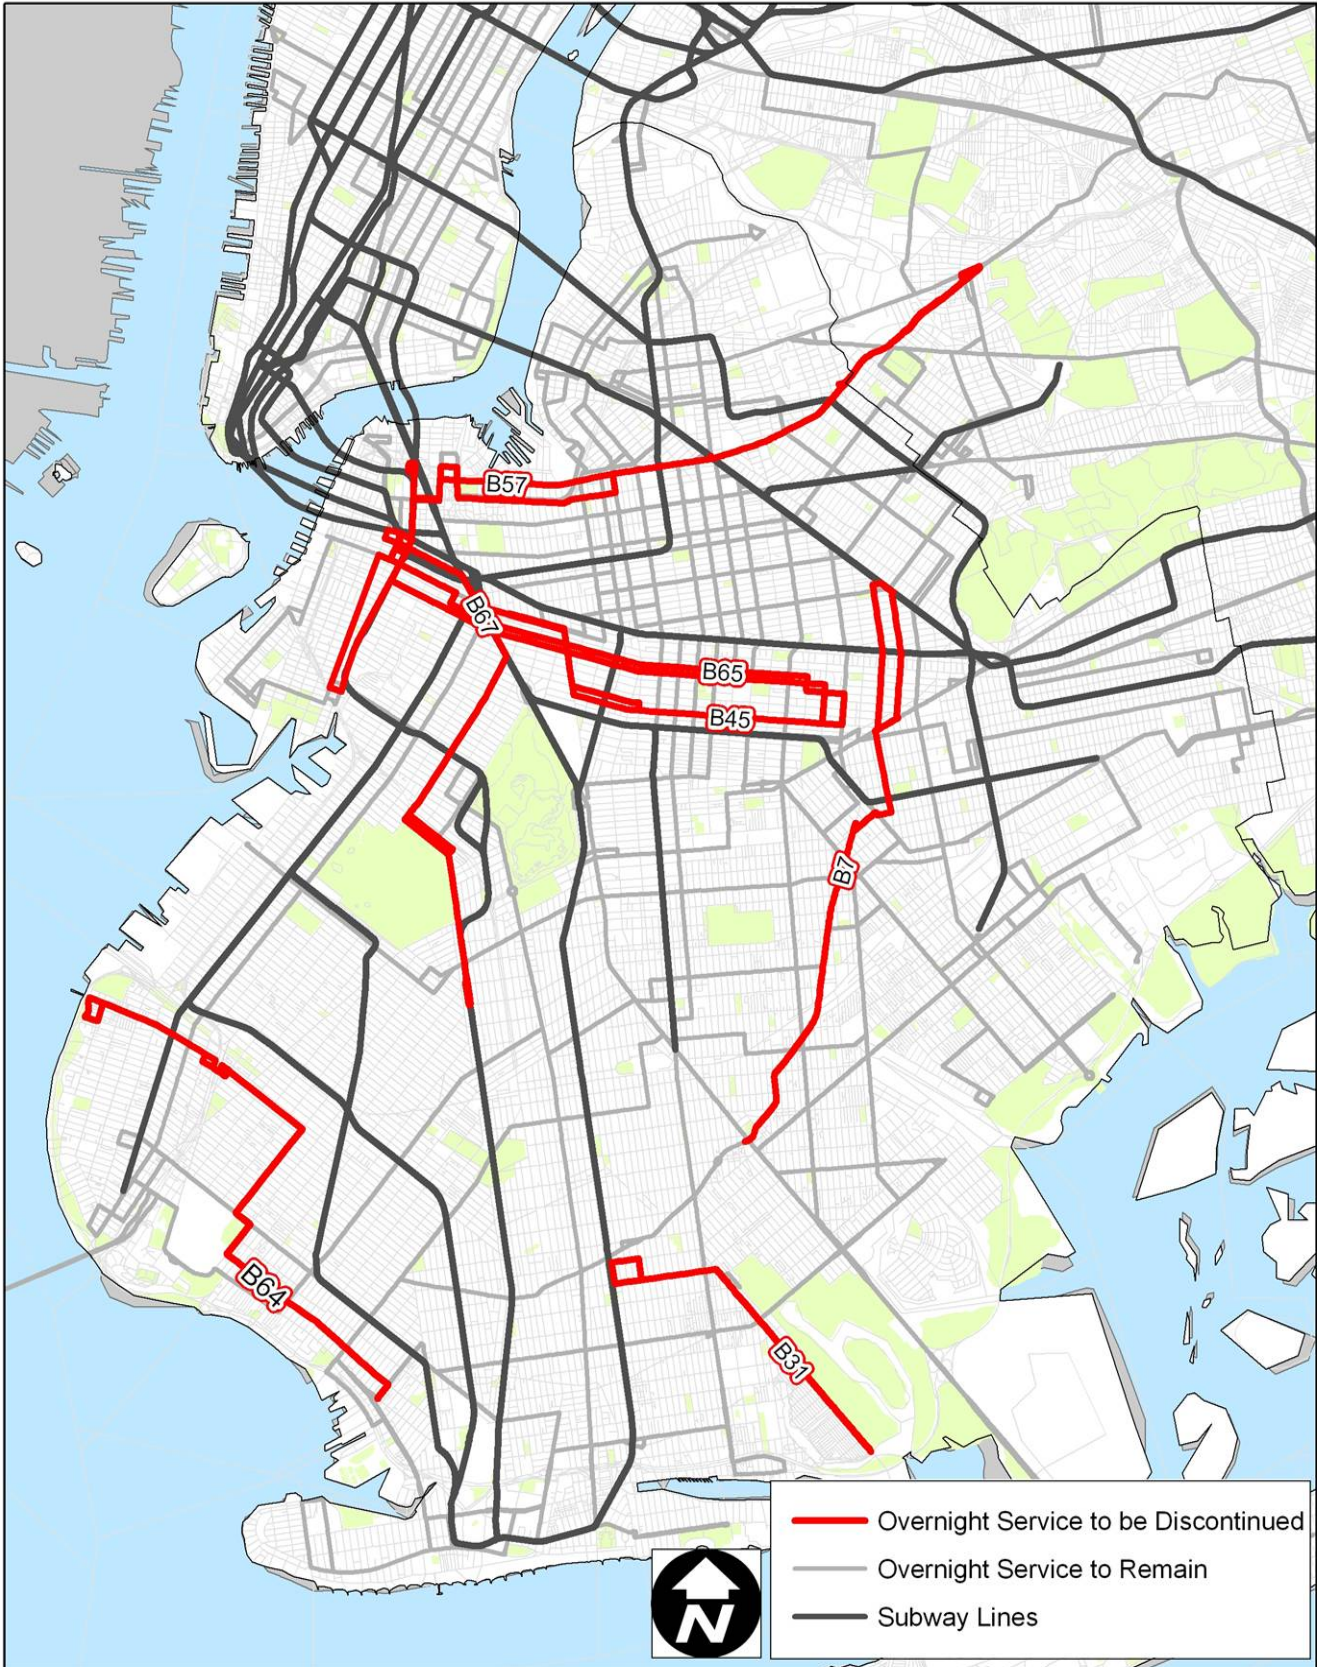 B57
B67
B65
B45
B7
B64
B31
Overnight Service to be Discontinued
Overnight Service to Remain
Subway Lines
N